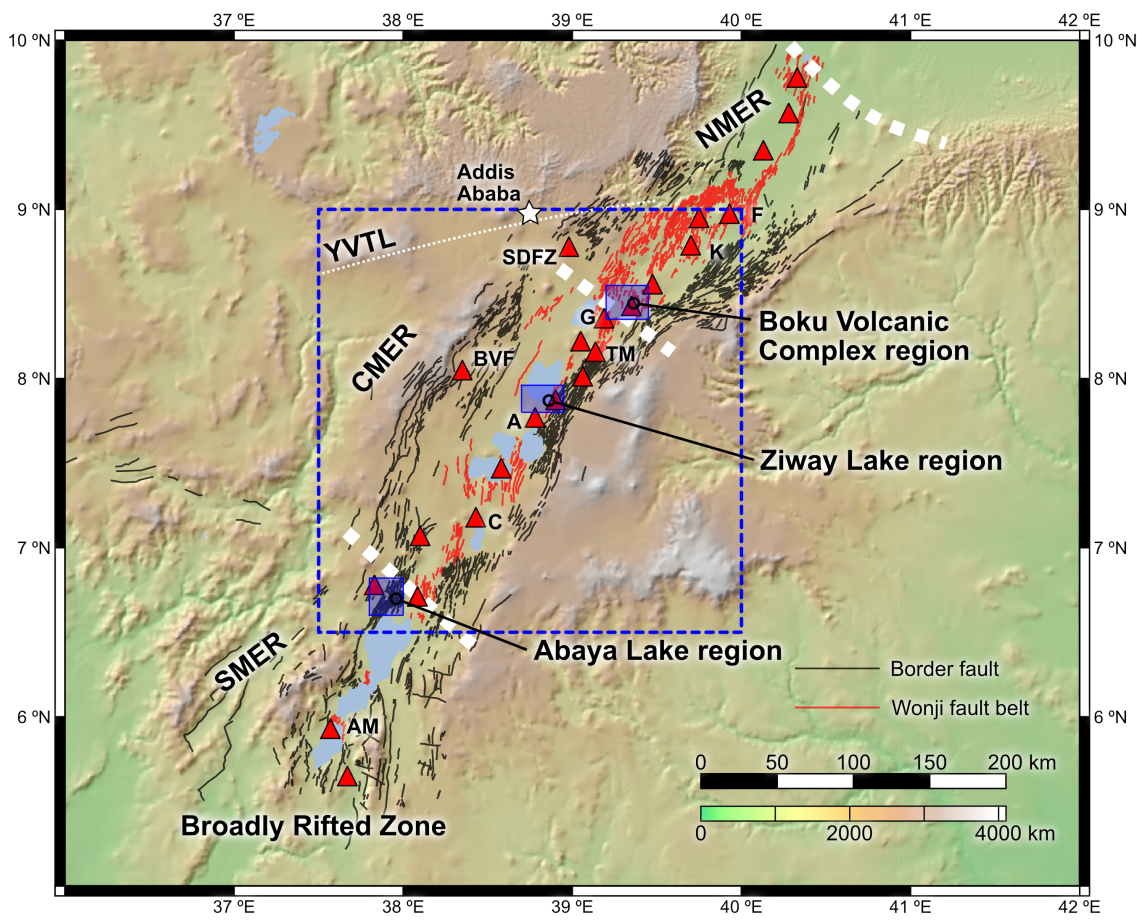 37 ºE 38 ºE 39 ºE 40 ºE 41 ºE 42 ºE
10 ºN 10 ºN
NMER
Addis
Ababa
9 ºN F 9 ºN
YVTL
SDFZ K
G
Boku Volcanic
Complex region
CMER
BVF TM
8 ºN 8 ºN
A
Ziway Lake region
C
7 ºN 7 ºN
SMER
Abaya Lake region
Border fault
Wonji fault belt
6 ºN AM 6 ºN
0 50 100 150 200 km
Broadly Rifted Zone
0 2000 4000 km
37 ºE 38 ºE 39 ºE 40 ºE 41 ºE 42 ºE